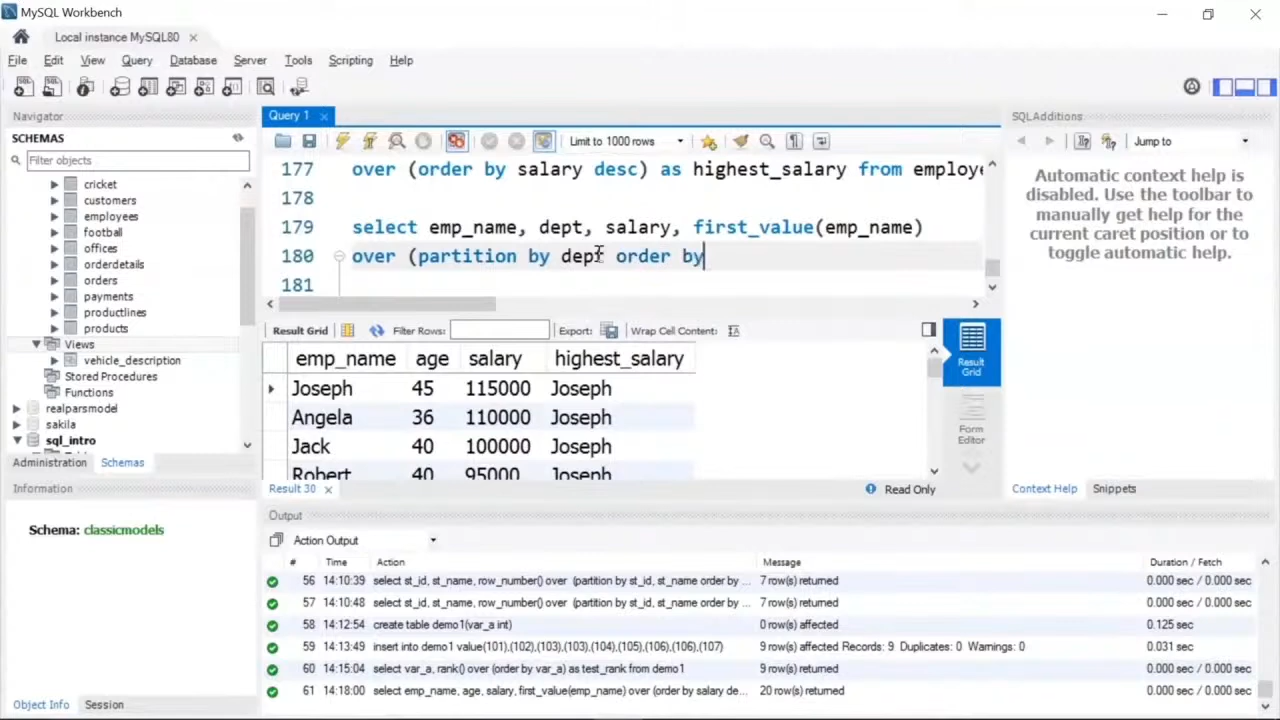 MySQL Workbench
Local instance MySQL80
File Edit View Query Database Server Tools Scripting Help
Navigator
SCHEMAS
Filter objects
cricket
customers
employees
football
offices
orderdetails
orders
payments
productlines
products
Views
vehicle_description
Stored Procedures
Functions
realparsmodel
sakila
sql_intro
Administration Schemas
Information
Schema: classicmodels
Object Info Session
Query 1
Limit to 1000 rows
177 over (order by salary desc) as highest_salary from employe
178
179 select emp_name, dept, salary, first_value(emp_name)
180 over (partition by dept order by
181
Result Grid Filter Rows: Export: Wrap Cell Content:
emp_name age salary highest_salary
Joseph 45 115000 Joseph
Angela 36 110000 Joseph
Jack 40 100000 Joseph
Robert 40 95000 Joseph
Result Grid
Form Editor
Result 30 Read Only
SQLAdditions
Jump to
Automatic context help is
disabled. Use the toolbar to
manually get help for the
current caret position or to
toggle automatic help.
Context Help Snippets
Output
Action Output
# Time Action Message Duration / Fetch
56 14:10:39 select st_id, st_name, row_number() over (partition by st_id, st_name order by ... 7 row(s) returned 0.000 sec / 0.000 sec
57 14:10:48 select st_id, st_name, row_number() over (partition by st_id, st_name order by ... 7 row(s) returned 0.000 sec / 0.000 sec
58 14:12:54 create table demo1(var_a int) 0 row(s) affected 0.125 sec
59 14:13:49 insert into demo1 value(101),(102),(103),(103),(104),(105),(106),(106),(107) 9 row(s) affected Records: 9 Duplicates: 0 Warnings: 0 0.031 sec
60 14:15:04 select var_a, rank() over (order by var_a) as test_rank from demo1 9 row(s) returned 0.000 sec / 0.000 sec
61 14:18:00 select emp_name, age, salary, first_value(emp_name) over (order by salary de... 20 row(s) returned 0.000 sec / 0.000 sec